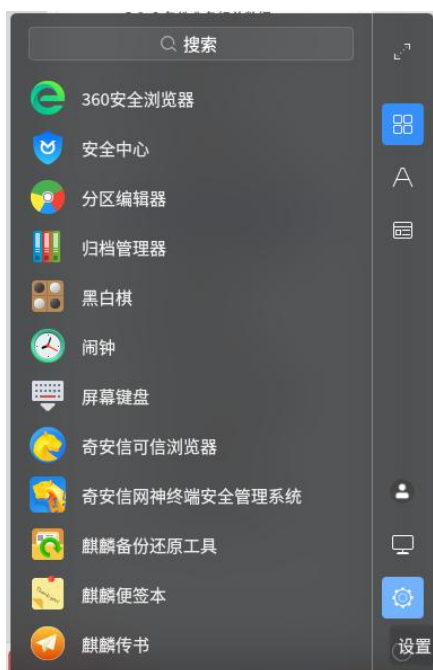 搜索
360安全浏览器
安全中心
分区编辑器
归档管理器
黑白棋
闹钟
屏幕键盘
奇安信可信浏览器
奇安信网神终端安全管理系统
麒麟备份还原工具
麒麟便签本
麒麟传书
设置